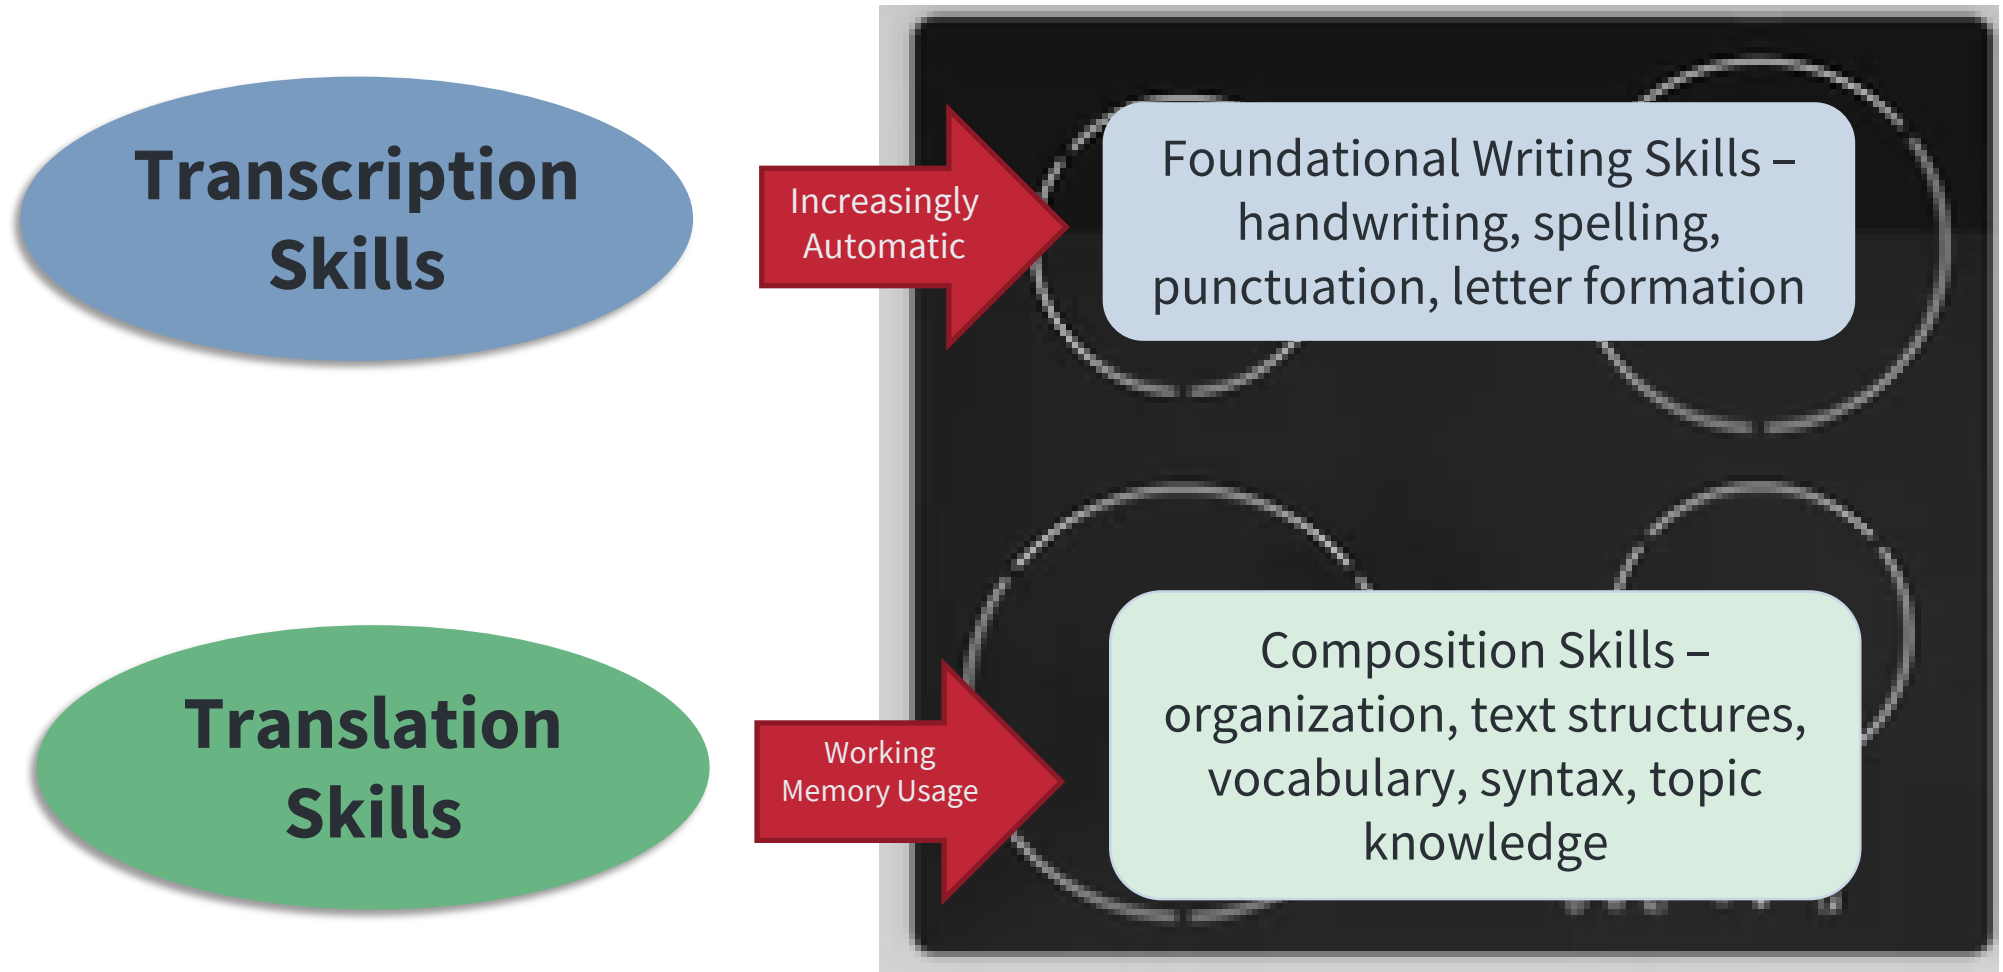 Transcription
Skills
Increasingly
Automatic
Foundational Writing Skills –
handwriting, spelling,
punctuation, letter formation
Translation
Skills
Working
Memory Usage
Composition Skills –
organization, text structures,
vocabulary, syntax, topic
knowledge